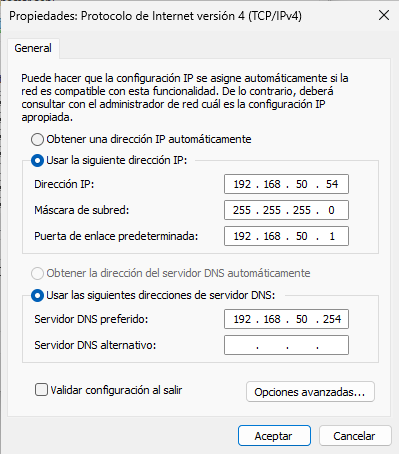 Propiedades: Protocolo de Internet versión 4 (TCP/IPv4)
General
Puede hacer que la configuración IP se asigne automáticamente si la
red es compatible con esta funcionalidad. De lo contrario, deberá
consultar con el administrador de red cuál es la configuración IP
apropiada.
Obtener una dirección IP automáticamente
Usar la siguiente dirección IP:
Dirección IP: 192 . 168 . 50 . 54
Máscara de subred: 255 . 255 . 255 . 0
Puerta de enlace predeterminada: 192 . 168 . 50 . 1
Obtener la dirección del servidor DNS automáticamente
Usar las siguientes direcciones de servidor DNS:
Servidor DNS preferido: 192 . 168 . 50 . 254
Servidor DNS alternativo: . . .
Validar configuración al salir
Opciones avanzadas...
Aceptar Cancelar